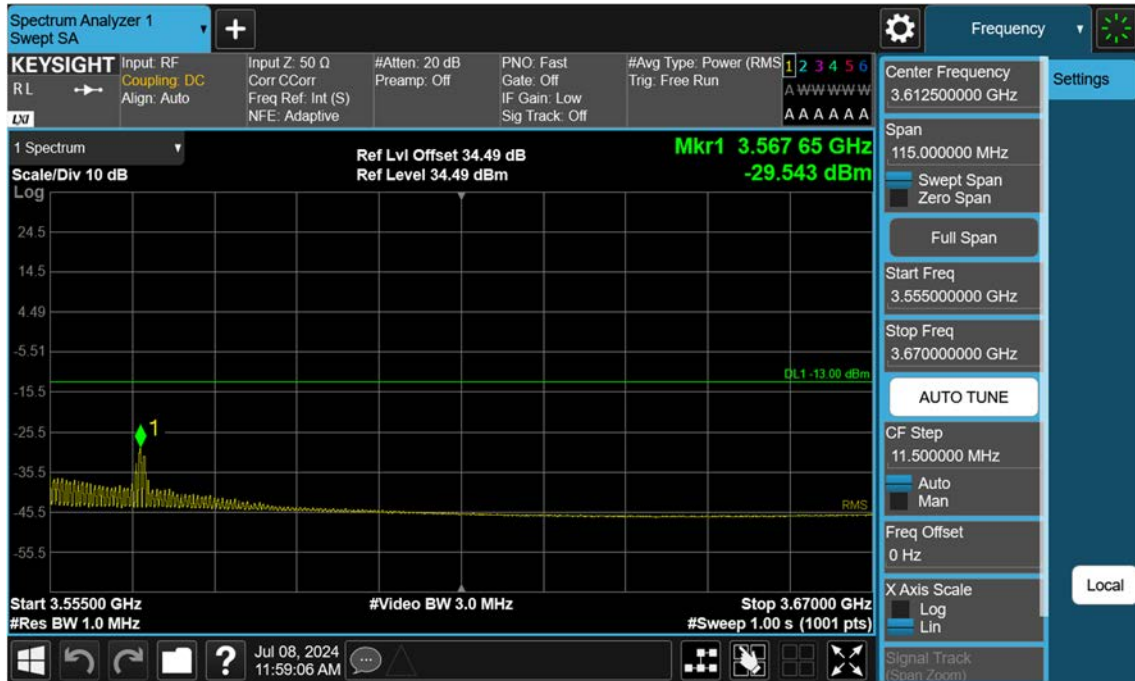 Spectrum Analyzer 1
Swept SA
+
Frequency
KEYSIGHT
RL
LXI
Input: RF
Coupling: DC
Align: Auto
Input Z: 50 Ω
Corr CCorr
Freq Ref: Int (S)
NFE: Adaptive
#Atten: 20 dB
Preamp: Off
PNO: Fast
Gate: Off
IF Gain: Low
Sig Track: Off
#Avg Type: Power (RMS
Trig: Free Run
1 2 3 4 5 6
A W W W W W
A A A A A A
1 Spectrum
Scale/Div 10 dB
Log
Ref Lvl Offset 34.49 dB
Ref Level 34.49 dBm
Mkr1 3.567 65 GHz
-29.543 dBm
24.5
14.5
4.49
-5.51
DL1 -13.00 dBm
-15.5
1
-25.5
-35.5
RMS
-45.5
-55.5
Start 3.55500 GHz
#Res BW 1.0 MHz
#Video BW 3.0 MHz
Stop 3.67000 GHz
#Sweep 1.00 s (1001 pts)
Center Frequency
3.612500000 GHz
Span
115.000000 MHz
Swept Span
Zero Span
Full Span
Start Freq
3.555000000 GHz
Stop Freq
3.670000000 GHz
AUTO TUNE
CF Step
11.500000 MHz
Auto
Man
Freq Offset
0 Hz
X Axis Scale
Log
Lin
Signal Track
(Span Zoom)
Settings
Local
?
Jul 08, 2024
11:59:06 AM